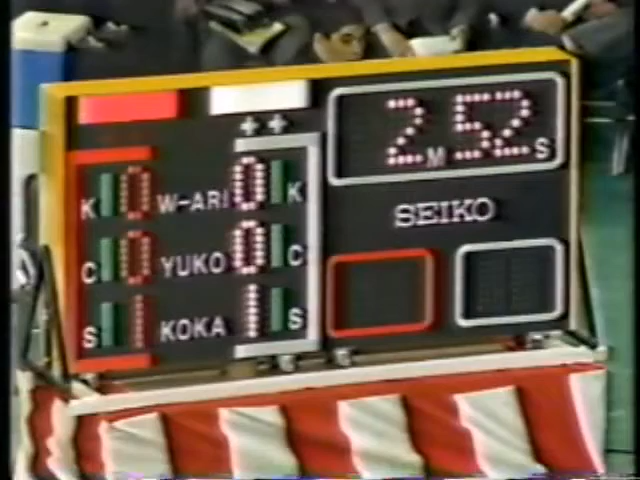 ++
2 M 52 S
K 0 W-ARI 0 K
SEIKO
C 0 YUKO 0 C
S 1 KOKA 1 S